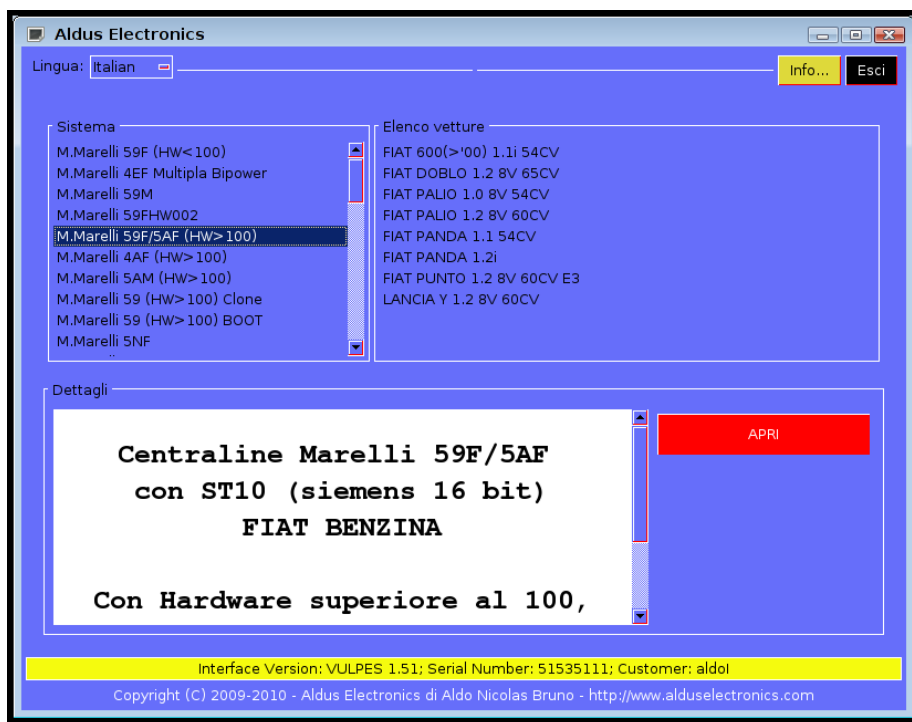 Aldus Electronics
Lingua: Italian
Info...
Esci
Sistema
M.Marelli 59F (HW<100)
M.Marelli 4EF Multipla Bipower
M.Marelli 59M
M.Marelli 59FHW002
M.Marelli 59F/5AF (HW>100)
M.Marelli 4AF (HW>100)
M.Marelli 5AM (HW>100)
M.Marelli 59 (HW>100) Clone
M.Marelli 59 (HW>100) BOOT
M.Marelli 5NF
Elenco vetture
FIAT 600(>'00) 1.1i 54CV
FIAT DOBLO 1.2 8V 65CV
FIAT PALIO 1.0 8V 54CV
FIAT PALIO 1.2 8V 60CV
FIAT PANDA 1.1 54CV
FIAT PANDA 1.2i
FIAT PUNTO 1.2 8V 60CV E3
LANCIA Y 1.2 8V 60CV
Dettagli
Centraline Marelli 59F/5AF
con ST10 (siemens 16 bit)
FIAT BENZINA
Con Hardware superiore al 100,
APRI
Interface Version: VULPES 1.51; Serial Number: 51535111; Customer: aldol
Copyright (C) 2009-2010 - Aldus Electronics di Aldo Nicolas Bruno - http://www.alduselectronics.com